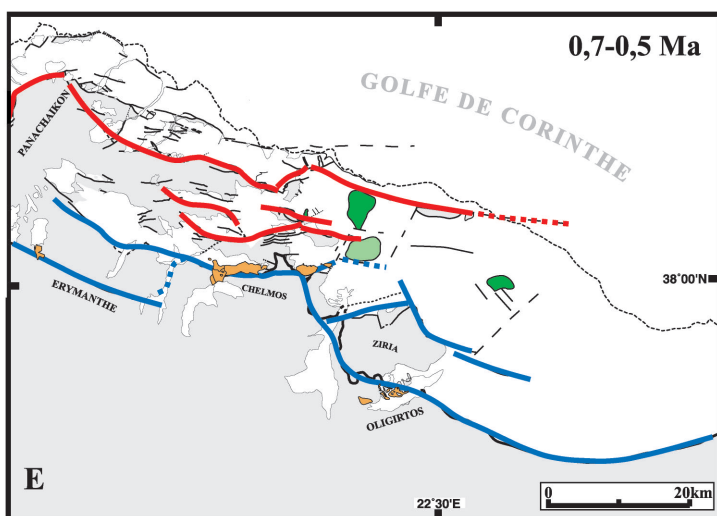 0,7-0,5 Ma
GOLFE DE CORINTHE
PANACHAIKON
38°00'N
CHELMOS
ERYMANTHE
ZIRIA
OLIGIRTOS
E
22°30'E
0 20km